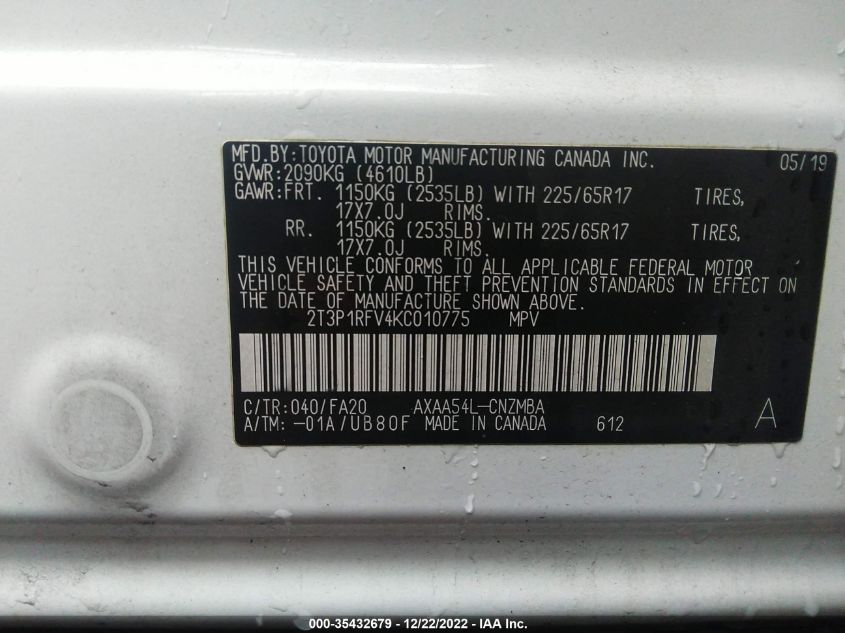 MFD.BY:TOYOTA MOTOR MANUFACTURING CANADA INC. 05/19
GVWR:2090KG (4610LB)
GAWR:FRT. 1150KG (2535LB) WITH 225/65R17 TIRES,
17X7.0J RIMS.
RR. 1150KG (2535LB) WITH 225/65R17 TIRES,
17X7.0J RIMS.
THIS VEHICLE CONFORMS TO ALL APPLICABLE FEDERAL MOTOR
VEHICLE SAFETY AND THEFT PREVENTION STANDARDS IN EFFECT ON
THE DATE OF MANUFACTURE SHOWN ABOVE.
2T3P1RFV4KC010775 MPV
C/TR:040/FA20 AXAA54L-CNZMBA
A/TM:-01A/UB80F MADE IN CANADA 612 A
000-35432679 - 12/22/2022 - IAA Inc.